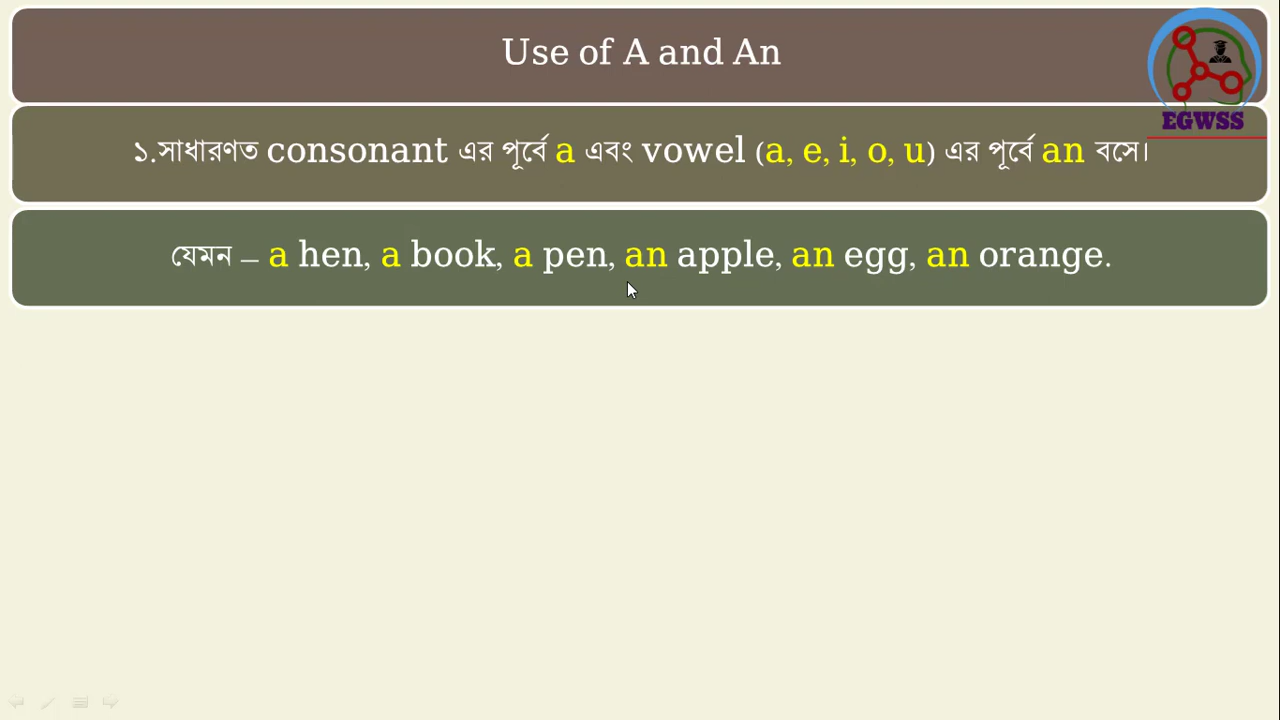 Use of A and An
EGWSS
১.সাধারণত consonant এর পূর্বে a এবং vowel (a, e, i, o, u) এর পূর্বে an বসে।
যেমন – a hen, a book, a pen, an apple, an egg, an orange.